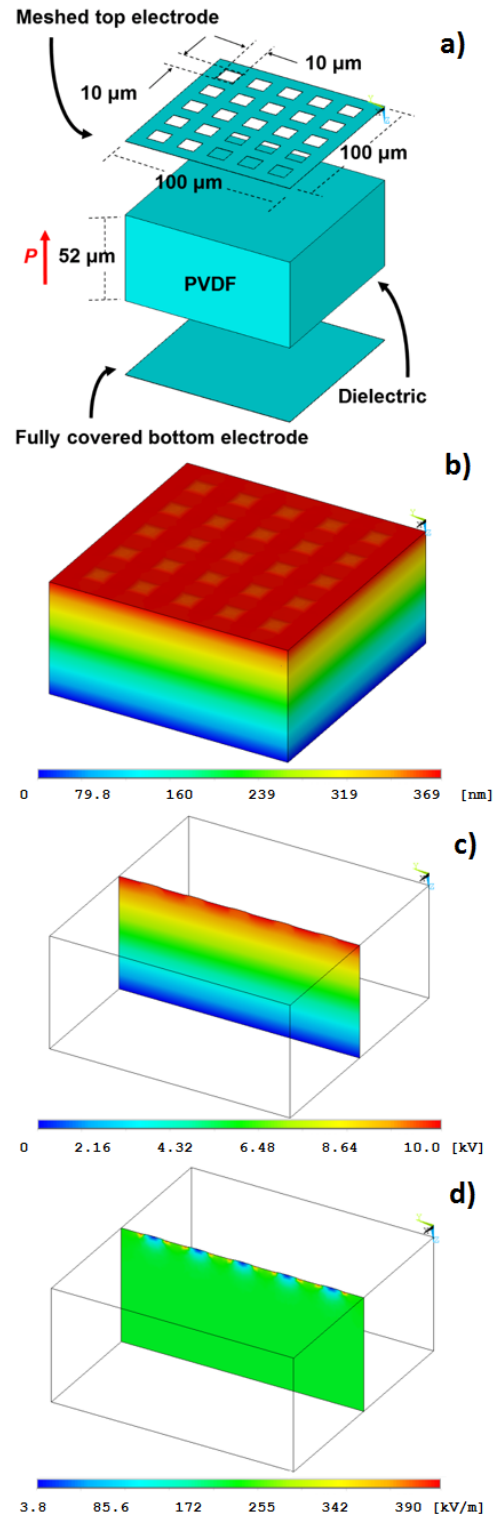 Meshed top electrode
a)
10 µm
10 µm
100 µm
100 µm
P
52 µm
PVDF
Dielectric
Fully covered bottom electrode
b)
0 79.8 160 239 319 369 [nm]
c)
0 2.16 4.32 6.48 8.64 10.0 [kV]
d)
3.8 85.6 172 255 342 390 [kV/m]